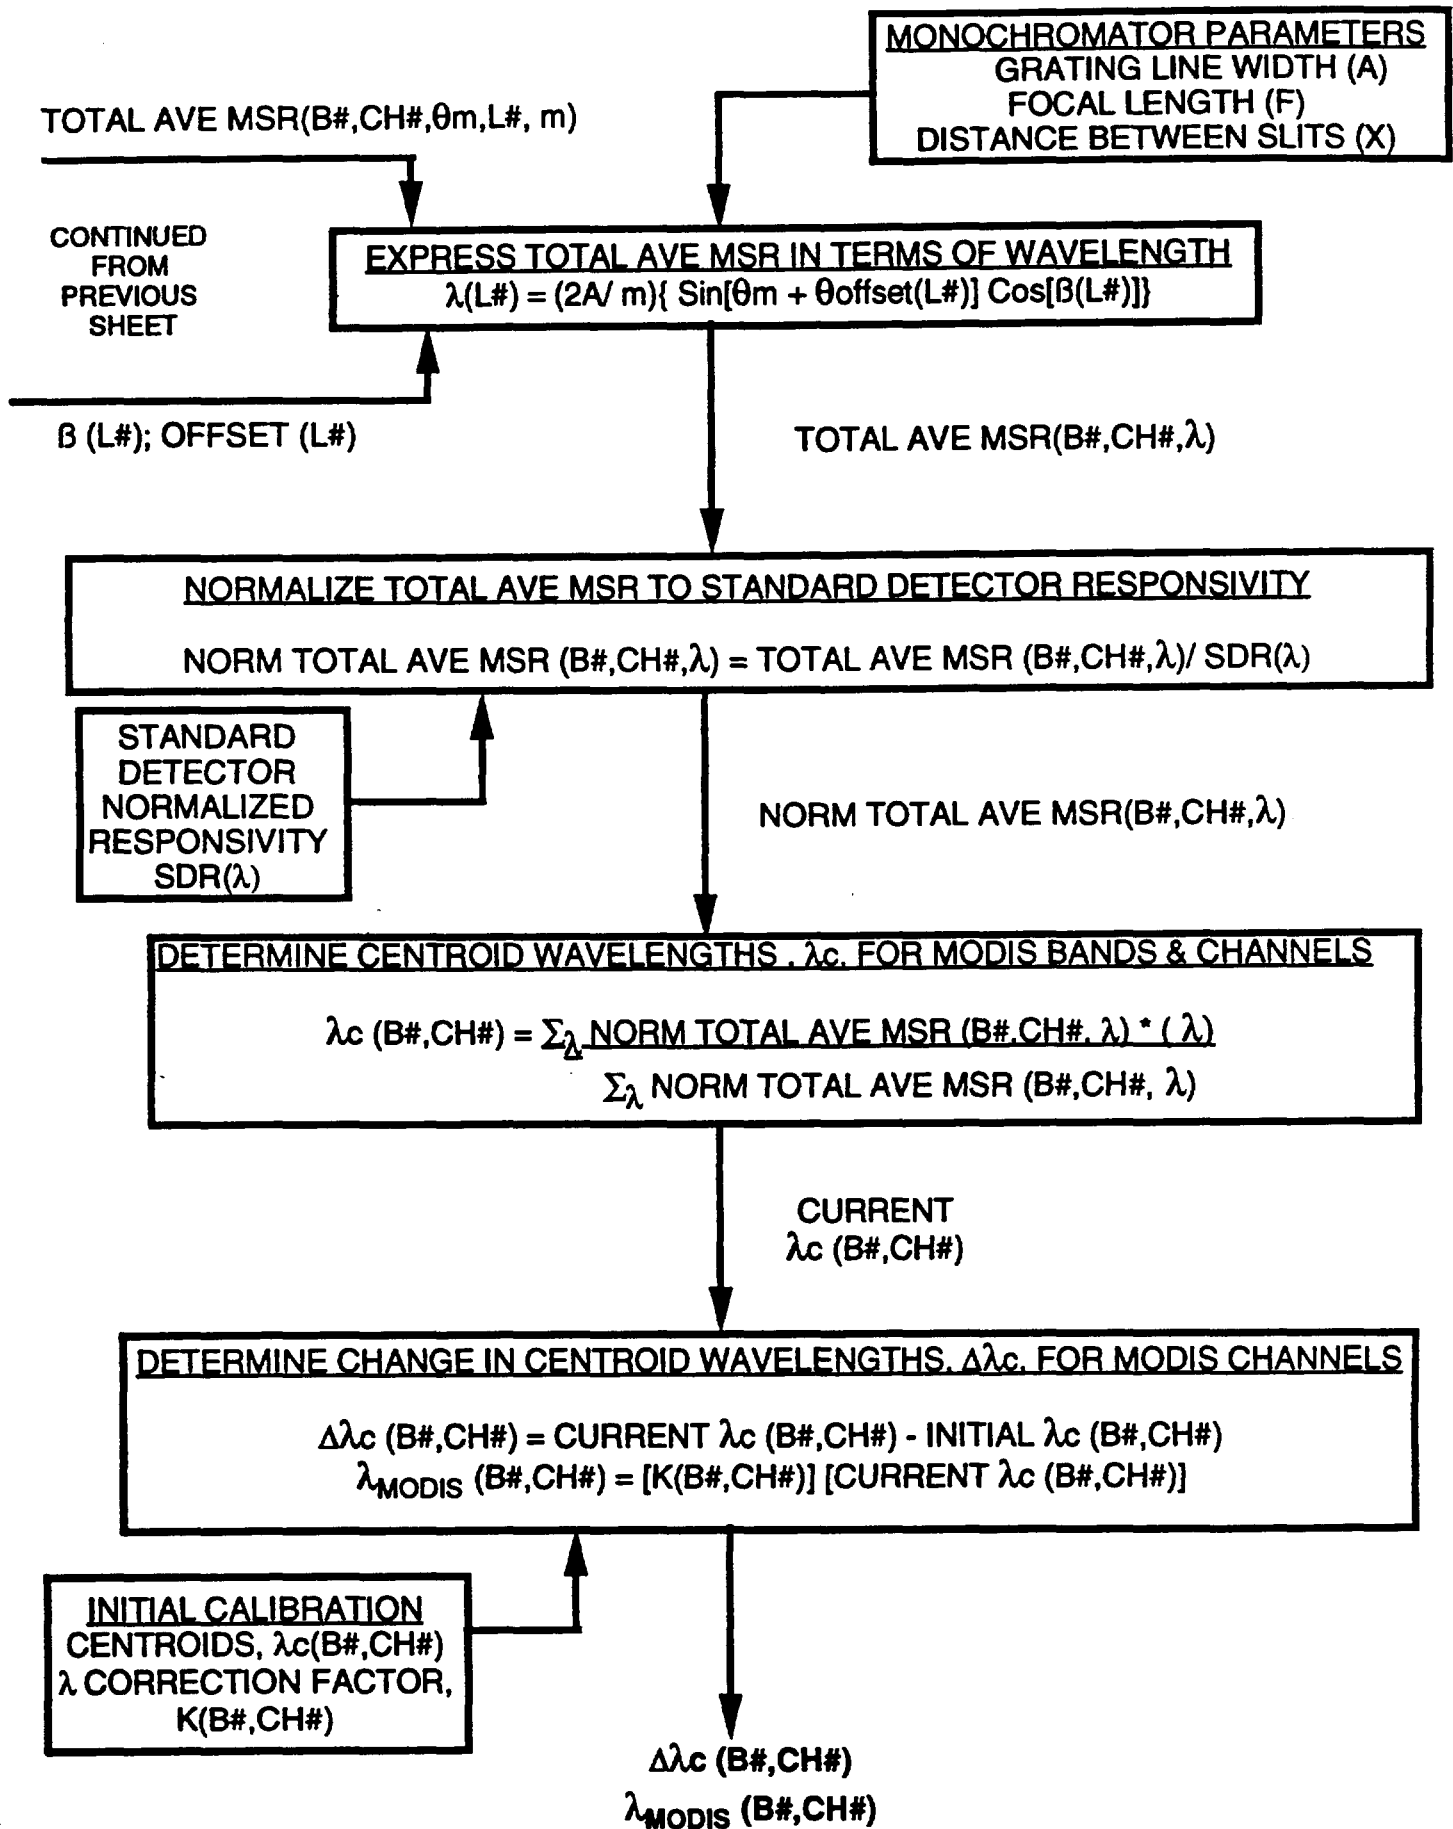 MONOCHROMATOR PARAMETERS
GRATING LINE WIDTH (A)
FOCAL LENGTH (F)
DISTANCE BETWEEN SLITS (X)
TOTAL AVE MSR(B#,CH#,θm,L#, m)
CONTINUED
FROM
PREVIOUS
SHEET
EXPRESS TOTAL AVE MSR IN TERMS OF WAVELENGTH
λ(L#) = (2A/ m){ Sin[θm + θoffset(L#)] Cos[β(L#)]}
β (L#); OFFSET (L#)
TOTAL AVE MSR(B#,CH#,λ)
NORMALIZE TOTAL AVE MSR TO STANDARD DETECTOR RESPONSIVITY
NORM TOTAL AVE MSR (B#,CH#,λ) = TOTAL AVE MSR (B#,CH#,λ)/ SDR(λ)
STANDARD
DETECTOR
NORMALIZED
RESPONSIVITY
SDR(λ)
NORM TOTAL AVE MSR(B#,CH#,λ)
DETERMINE CENTROID WAVELENGTHS , λc, FOR MODIS BANDS & CHANNELS
λc (B#,CH#) = Σλ NORM TOTAL AVE MSR (B#,CH#, λ) * ( λ)
Σλ NORM TOTAL AVE MSR (B#,CH#, λ)
CURRENT
λc (B#,CH#)
DETERMINE CHANGE IN CENTROID WAVELENGTHS, Δλc, FOR MODIS CHANNELS
Δλc (B#,CH#) = CURRENT λc (B#,CH#) - INITIAL λc (B#,CH#)
λMODIS (B#,CH#) = [K(B#,CH#)] [CURRENT λc (B#,CH#)]
INITIAL CALIBRATION
CENTROIDS, λc(B#,CH#)
λ CORRECTION FACTOR,
K(B#,CH#)
Δλc (B#,CH#)
λMODIS (B#,CH#)